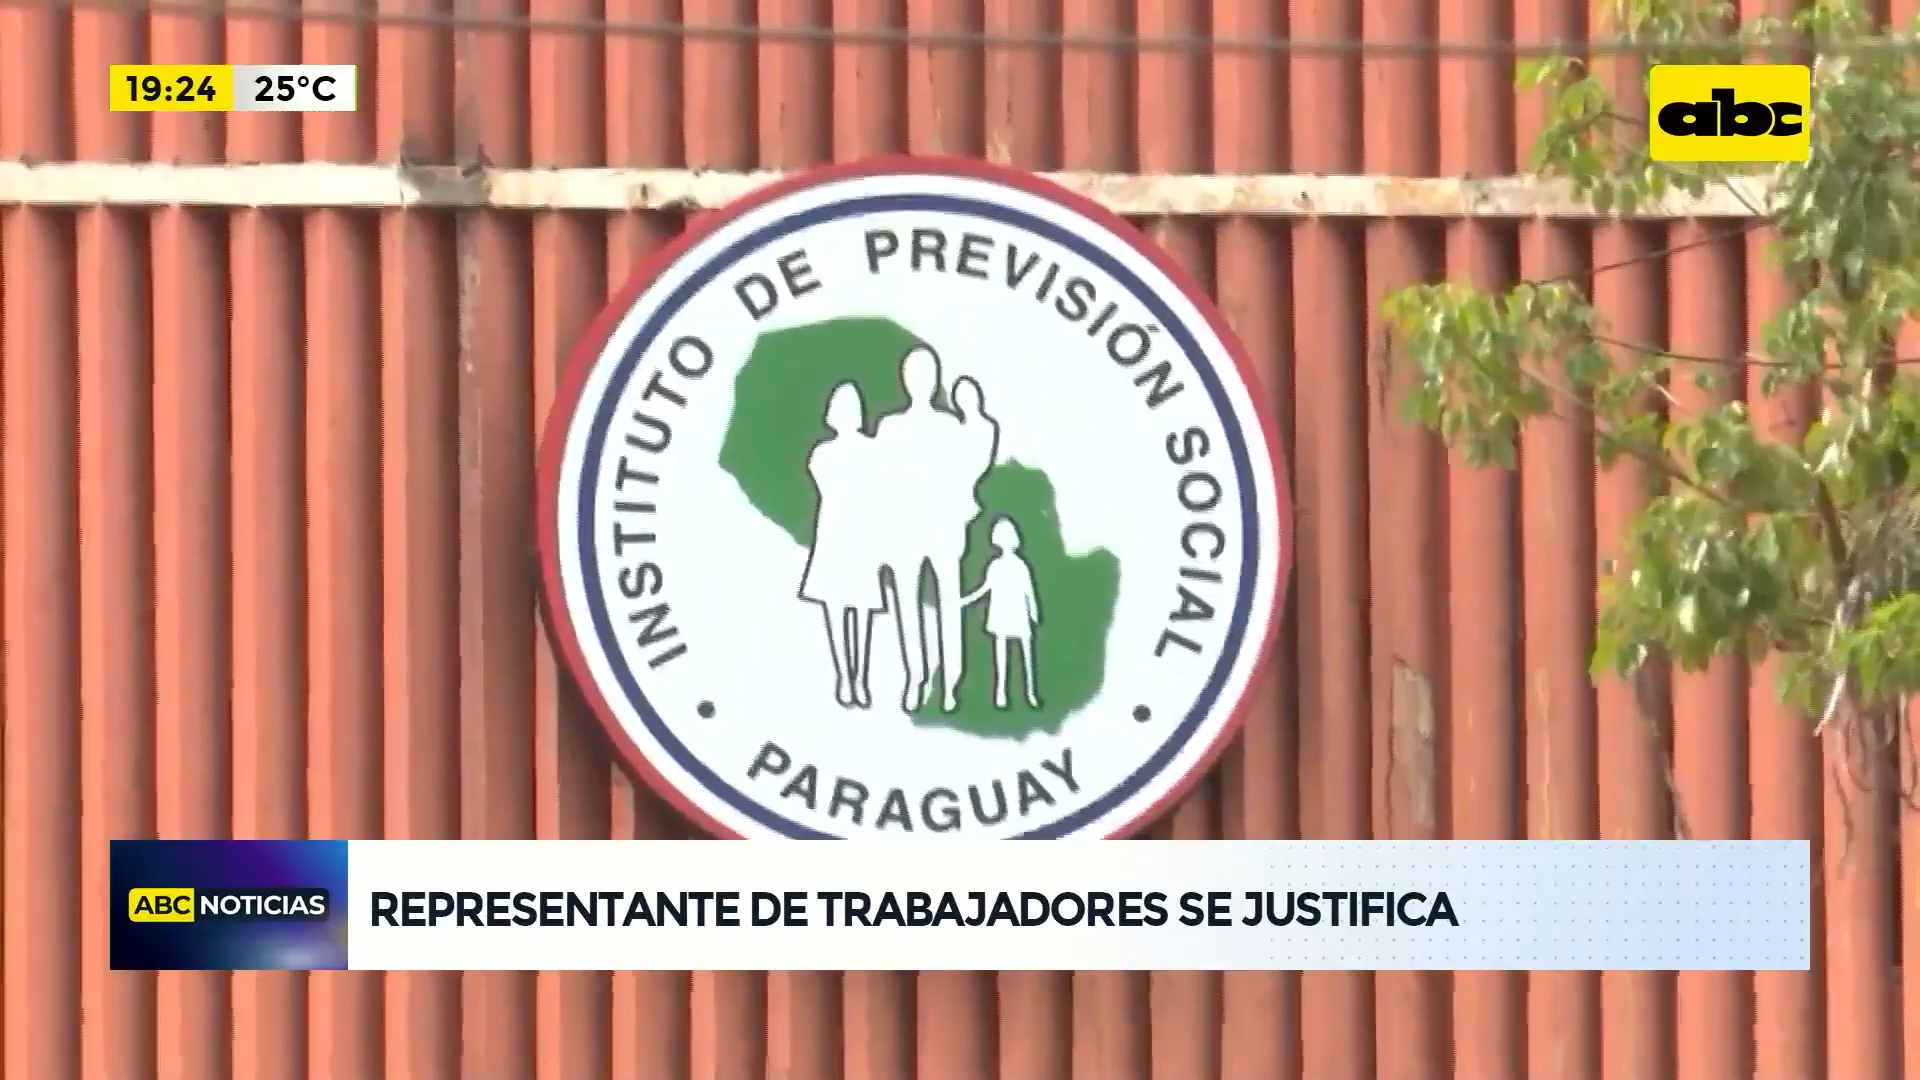 19:24 25°C
abc
INSTITUTO DE PREVISIÓN SOCIAL
• PARAGUAY •
ABC NOTICIAS
REPRESENTANTE DE TRABAJADORES SE JUSTIFICA